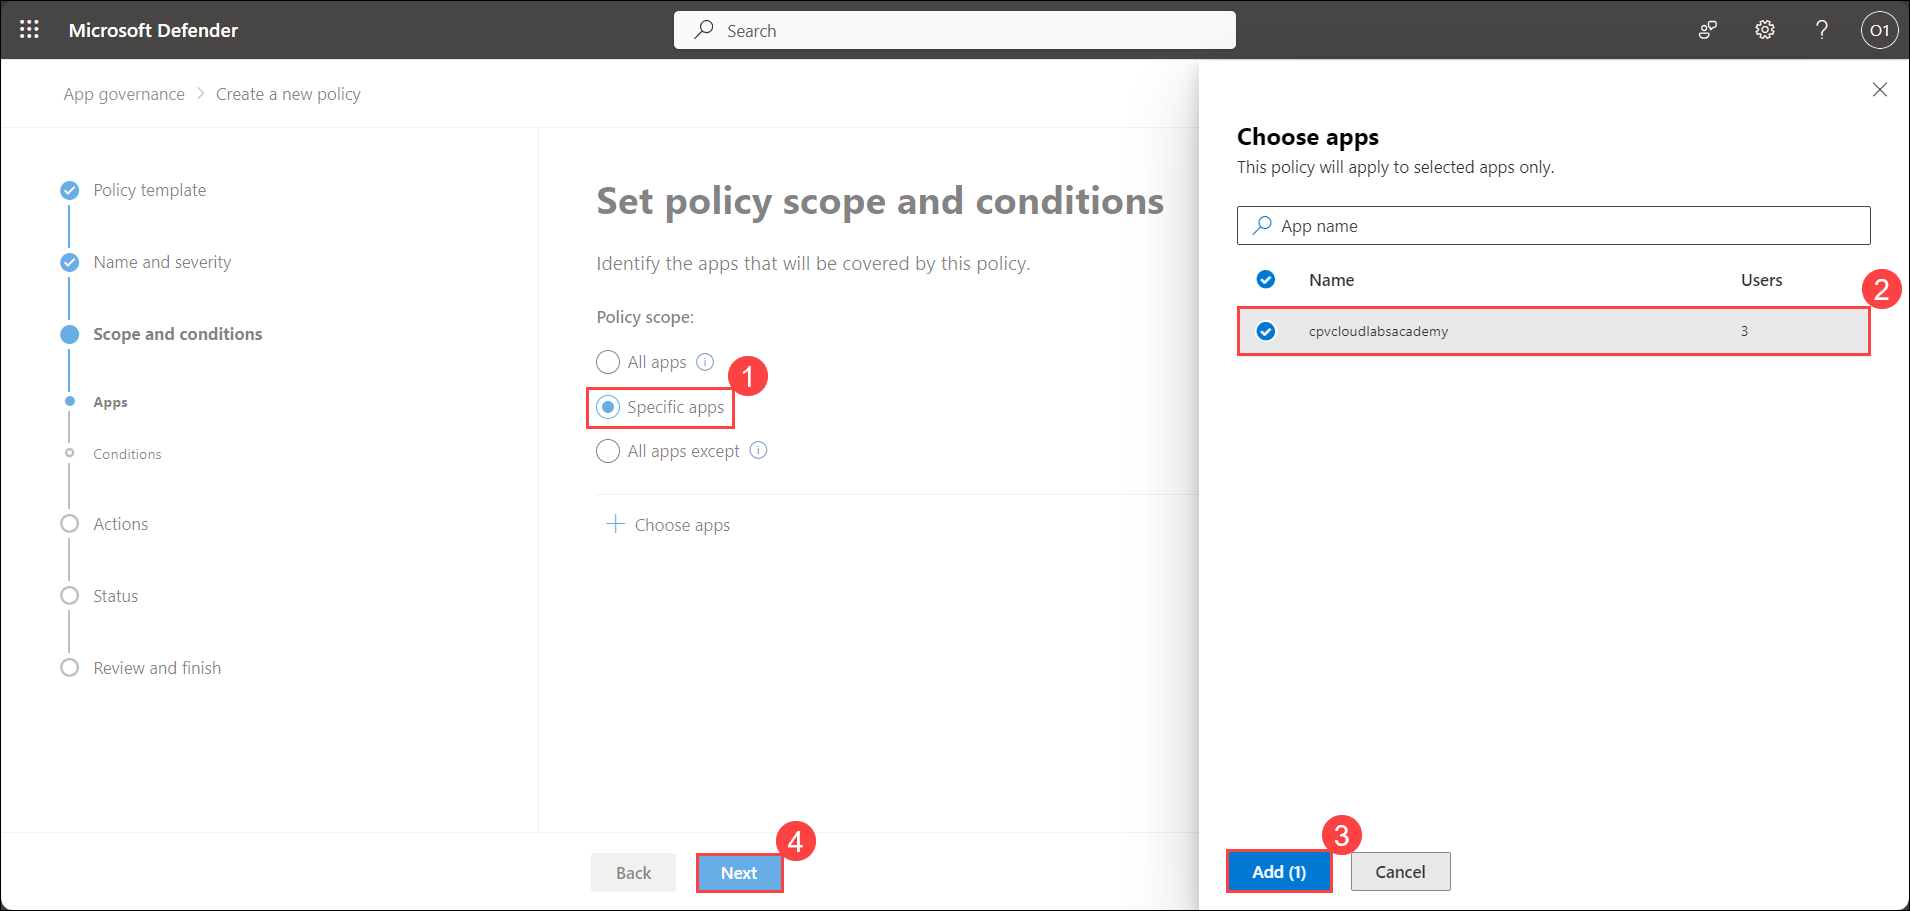 Microsoft Defender
Search
O1
App governance > Create a new policy
Policy template
Name and severity
Scope and conditions
Apps
Conditions
Actions
Status
Review and finish
Set policy scope and conditions
Identify the apps that will be covered by this policy.
Policy scope:
All apps
1
Specific apps
All apps except
Choose apps
Back
Next
4
Choose apps
This policy will apply to selected apps only.
App name
Name Users
2
cpvcloudlabsacademy 3
3
Add (1)
Cancel